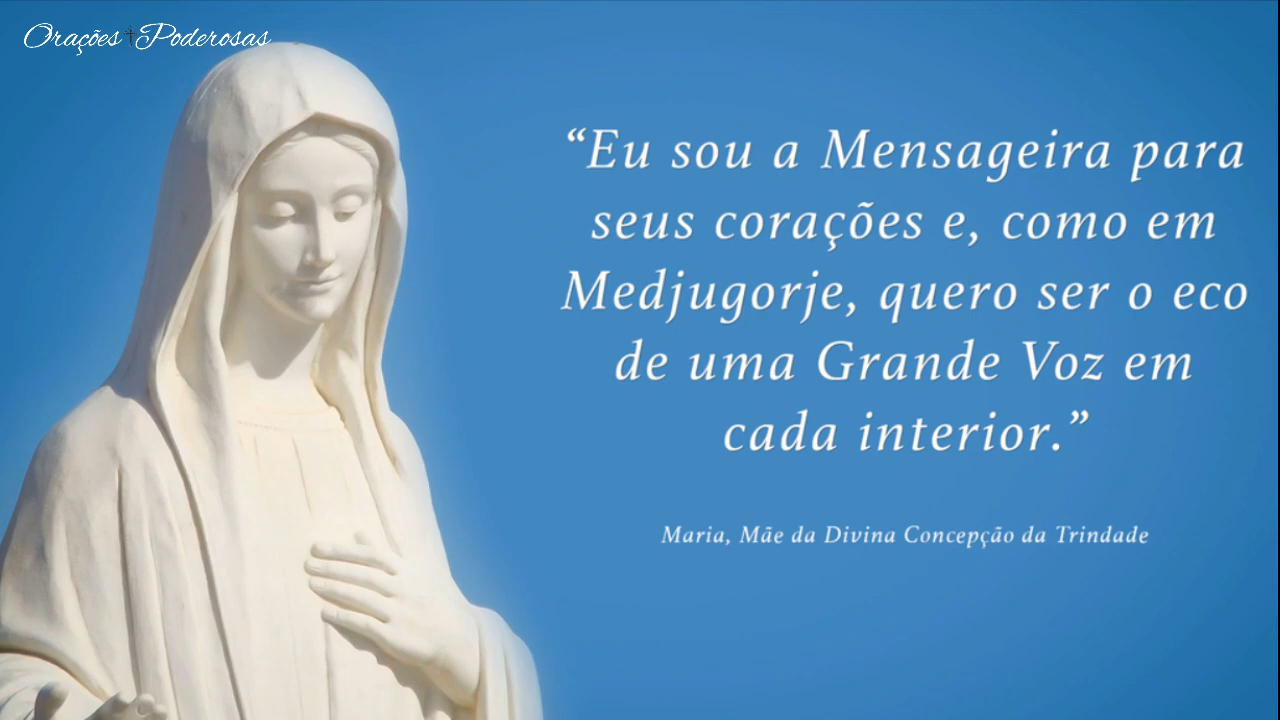 Orações†Poderosas
“Eu sou a Mensageira para
seus corações e, como em
Medjugorje, quero ser o eco
de uma Grande Voz em
cada interior.”
Maria, Mãe da Divina Concepção da Trindade